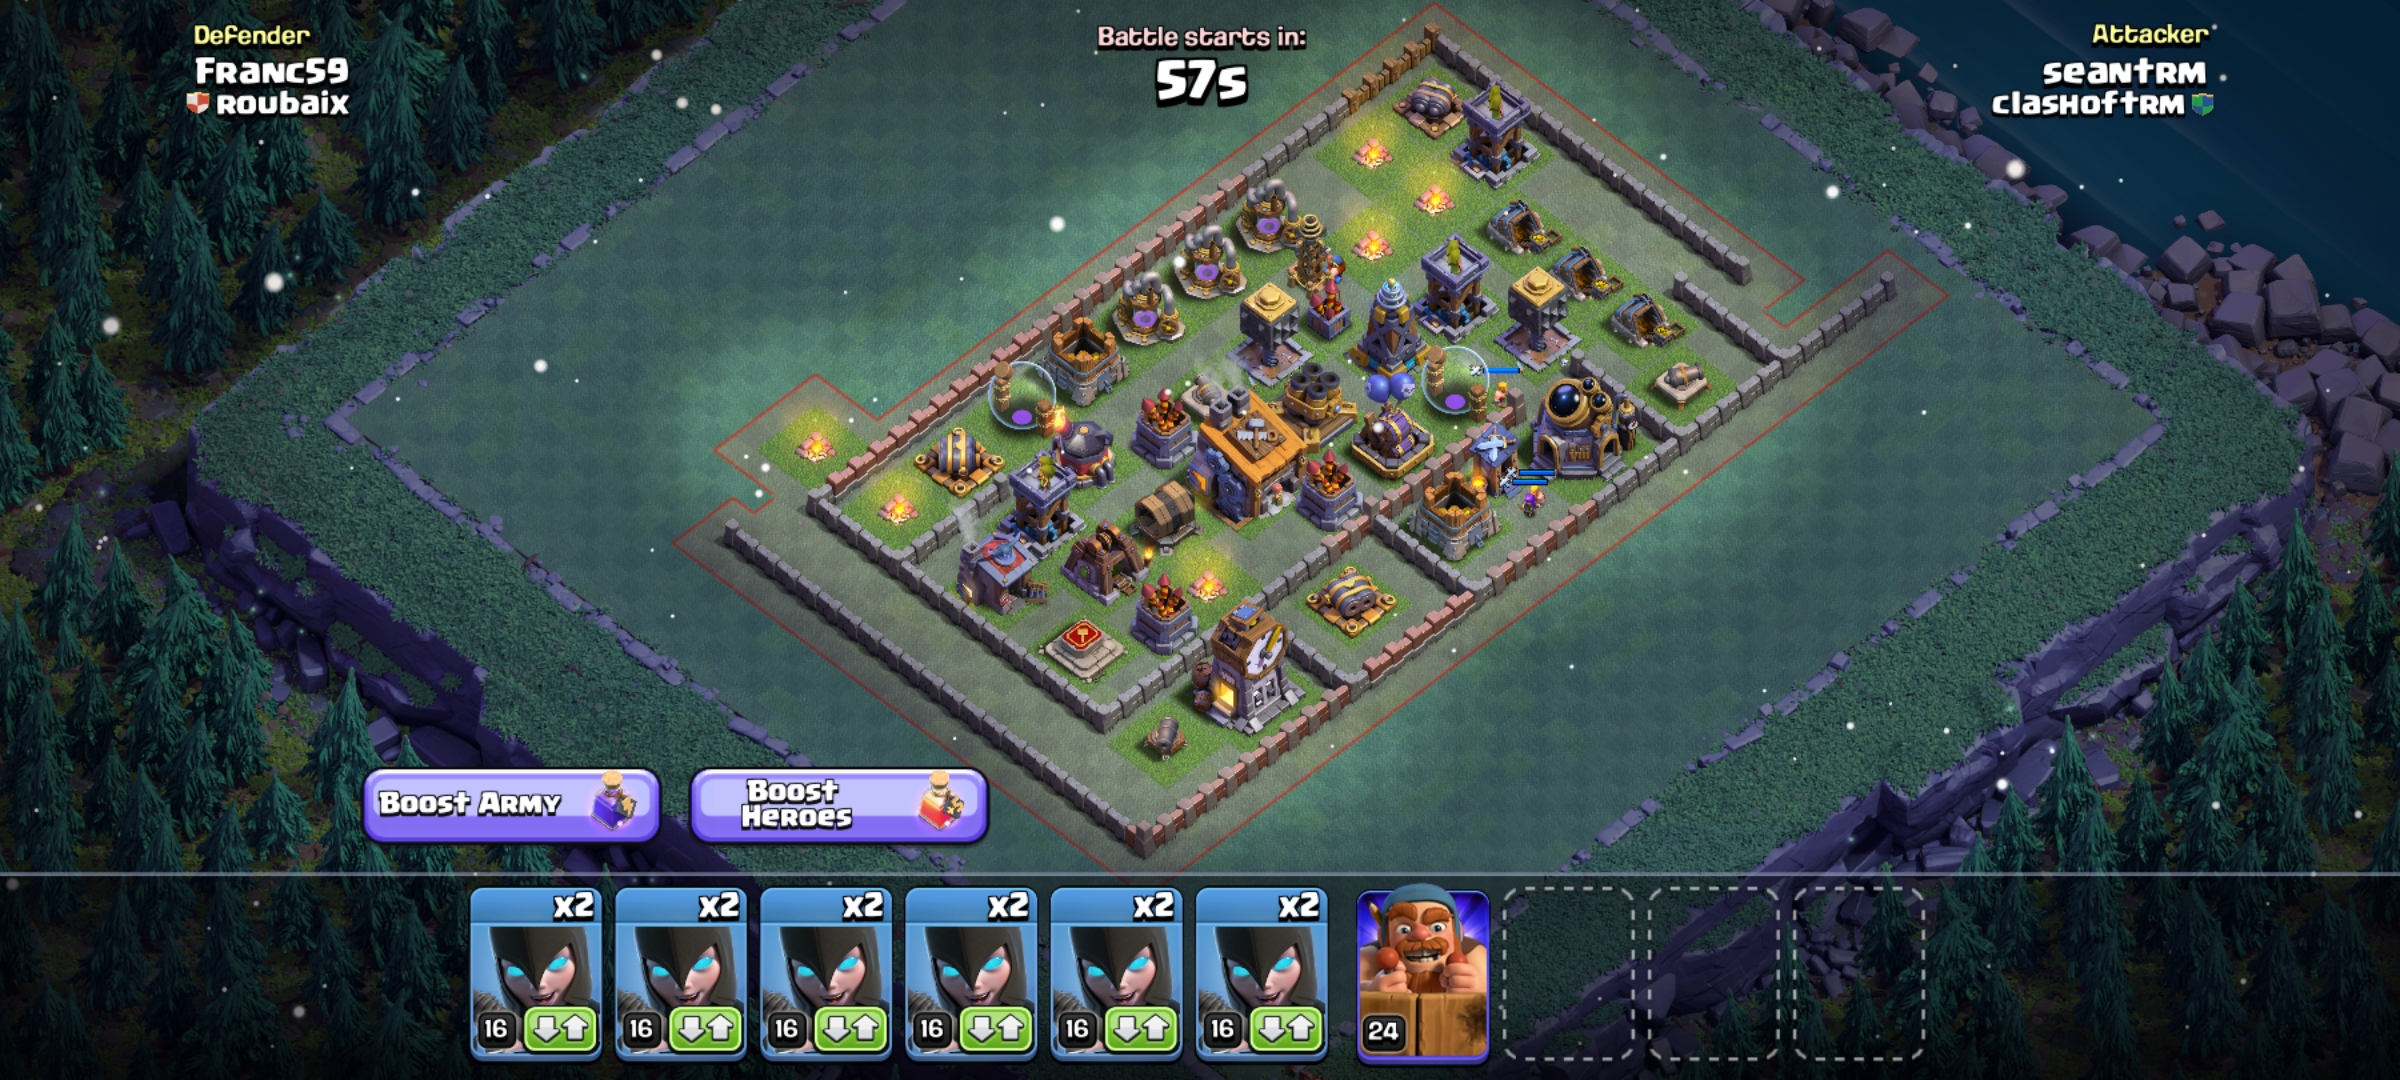 Defender
Franc59
roubaix
Battle starts in:
57s
Attacker
seantRM
clashoftRM
Boost Army
Boost Heroes
x2
x2
x2
x2
x2
x2
16
16
16
16
16
16
24